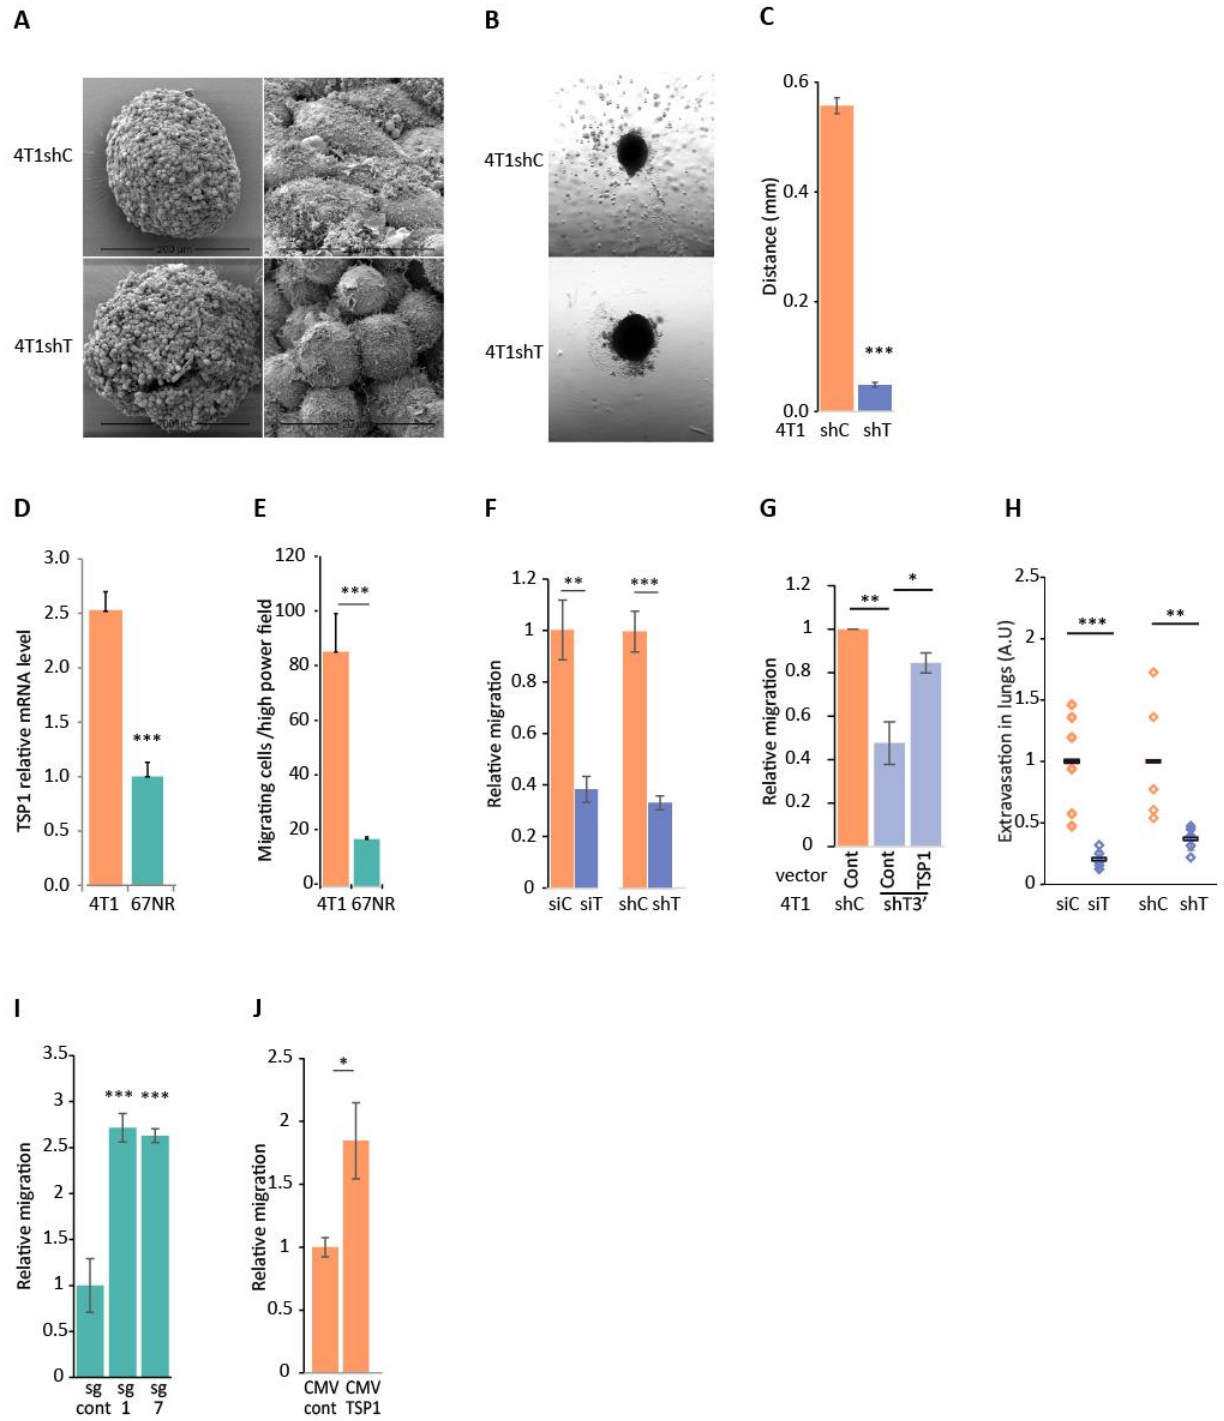 A
B
C
4T1shC
4T1shT
200 µm
4T1shC
4T1shT
0.6
0.4
0.2
0.0
Distance (mm)
***
4T1 shC shT
D
E
F
G
H
3.0
2.5
2.0
1.5
1.0
0.5
0.0
TSP1 relative mRNA level
***
4T1 67NR
120
100
80
60
40
20
0
Migrating cells /high power field
***
4T1 67NR
1.2
1
0.8
0.6
0.4
0.2
0
Relative migration
**
***
siC siT shC shT
1.2
1
0.8
0.6
0.4
0.2
0
Relative migration
**
*
vector Cont Cont TSP1
4T1 shC shT3′
2.5
2
1.5
1
0.5
0
Extravasation in lungs (A.U)
***
**
siC siT shC shT
I
J
3.5
3
2.5
2
1.5
1
0.5
0
Relative migration
*** ***
sg sg sg
cont 1 7
2.5
2
1.5
1
0.5
0
Relative migration
*
CMV CMV
cont TSP1